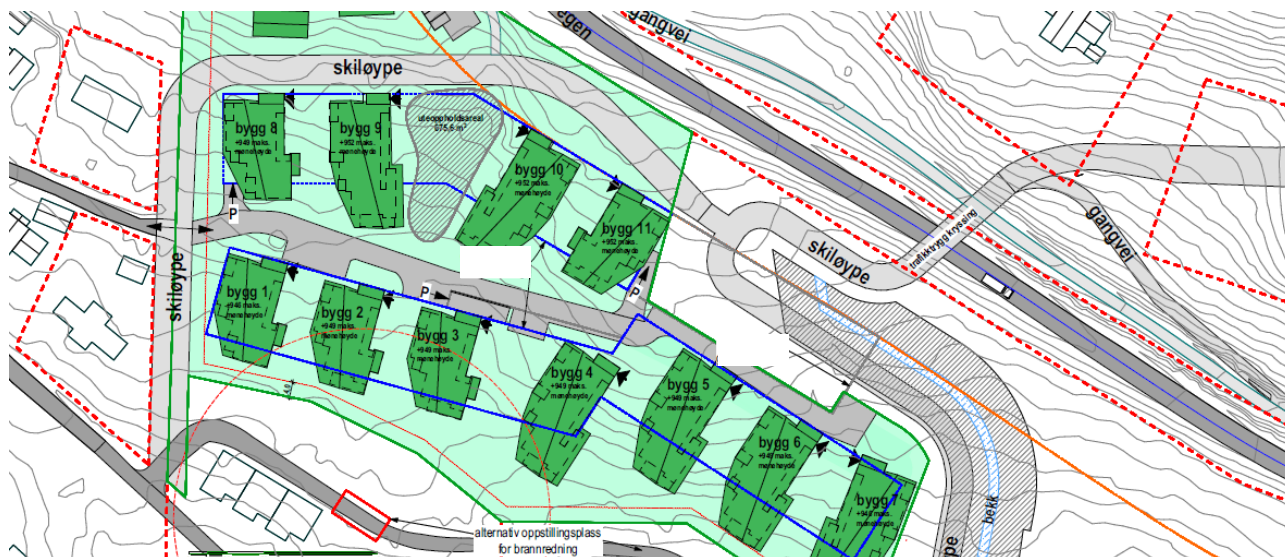 egen
gangvei
skiløype
bygg 8
+949 maks.
mønehøyde
bygg 9
+952 maks.
mønehøyde
uteoppholdsareal
675,6 m²
bygg 10
+952 maks.
mønehøyde
bygg 11
+952 maks.
mønehøyde
P
P
P
skiløype
skiløype
trafikktrygg kryssing
gangvei
bygg 1
maks.
mønehøyde
bygg 2
+949 maks.
mønehøyde
bygg 3
+949 maks.
mønehøyde
bygg 4
+949 maks.
mønehøyde
bygg 5
+949 maks.
mønehøyde
bygg 6
+949 maks.
mønehøyde
bygg 7
maks.
mønehøyde
bekk
pe
alternativ oppstillingsplass
for brannredning